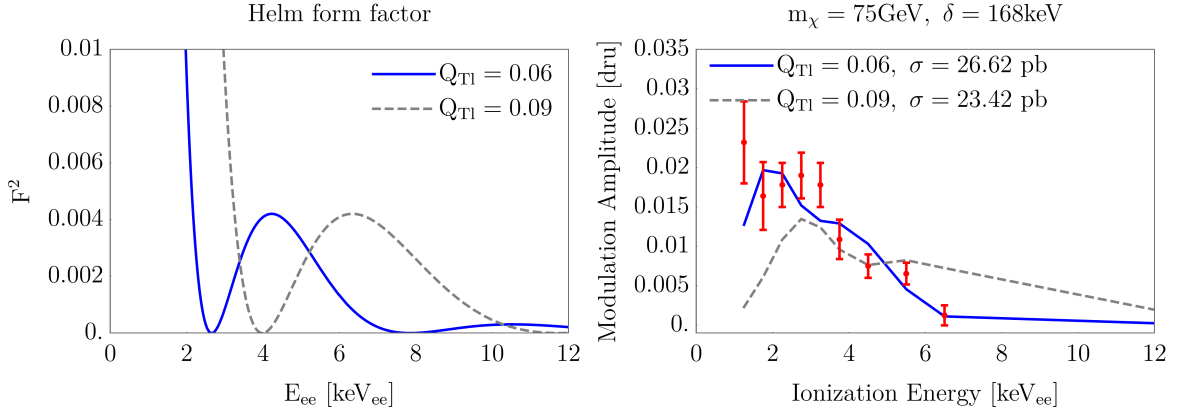 Helm form factor
0.01
0.008
0.006
0.004
0.002
0.
F²
0 2 4 6 8 10 12
E_ee [keV_ee]
Q_Tl = 0.06
Q_Tl = 0.09
m_χ = 75GeV, δ = 168keV
0.035
0.03
0.025
0.02
0.015
0.01
0.005
0.
Modulation Amplitude [dru]
0 2 4 6 8 10 12
Ionization Energy [keV_ee]
Q_Tl = 0.06, σ = 26.62 pb
Q_Tl = 0.09, σ = 23.42 pb